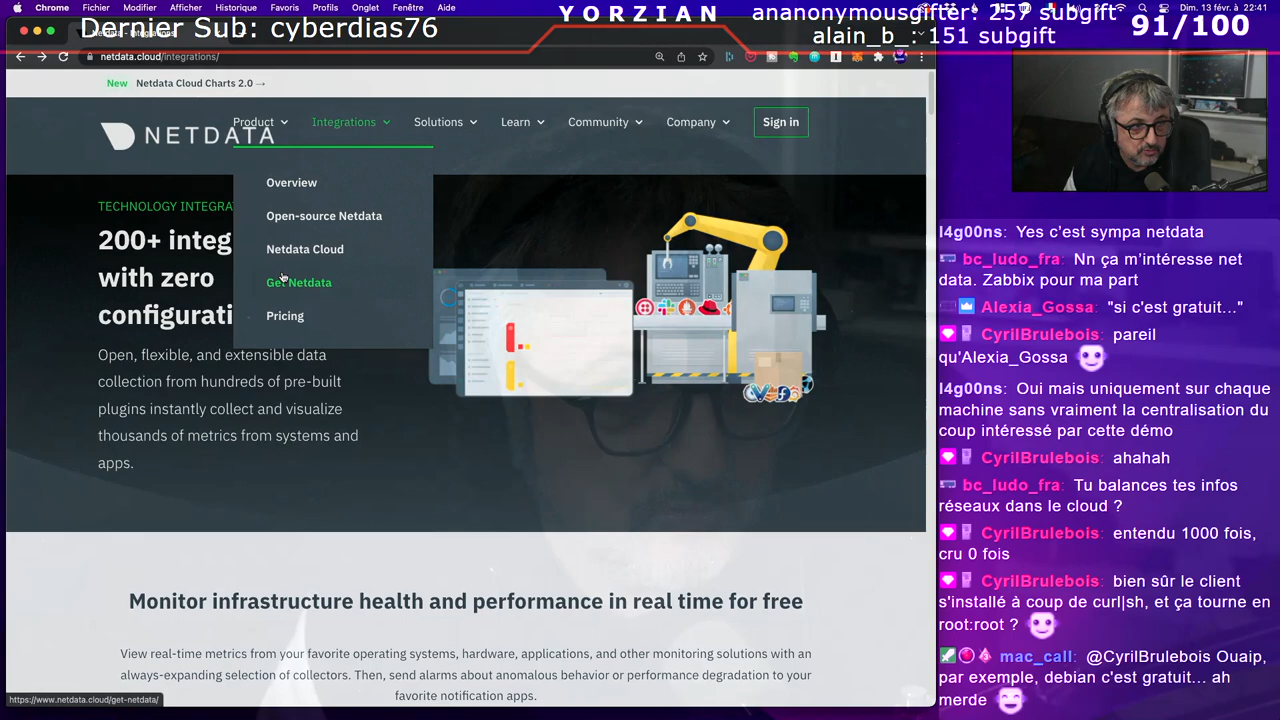 Chrome Fichier Modifier Afficher Historique Favoris Profils Onglet Fenêtre Aide
Dim. 13 févr. à 22:41
Dernier Sub: cyberdias76
YORZIAN
ananonymousgifter: 257 subgift
alain_b_: 151 subgift
91/100
netdata.cloud/integrations/
New Netdata Cloud Charts 2.0 →
NETDATA
Product Integrations Solutions Learn Community Company Sign in
Overview
Open-source Netdata
Netdata Cloud
Get Netdata
Pricing
TECHNOLOGY INTEGRA
200+ integ
with zero
configurati
Open, flexible, and extensible data
collection from hundreds of pre-built
plugins instantly collect and visualize
thousands of metrics from systems and
apps.
Monitor infrastructure health and performance in real time for free
View real-time metrics from your favorite operating systems, hardware, applications, and other monitoring solutions with an
always-expanding selection of collectors. Then, send alarms about anomalous behavior or performance degradation to your
favorite notification apps.
https://www.netdata.cloud/get-netdata/
l4g00ns: Yes c'est sympa netdata
bc_ludo_fra: Nn ça m'intéresse net
data. Zabbix pour ma part
Alexia_Gossa: "si c'est gratuit..."
CyrilBrulebois: pareil
qu'Alexia_Gossa
l4g00ns: Oui mais uniquement sur chaque
machine sans vraiment la centralisation du
coup intéressé par cette démo
CyrilBrulebois: ahahah
bc_ludo_fra: Tu balances tes infos
réseaux dans le cloud ?
CyrilBrulebois: entendu 1000 fois,
cru 0 fois
CyrilBrulebois: bien sûr le client
s'installé à coup de curl|sh, et ça tourne en
root:root ?
mac_call: @CyrilBrulebois Ouaip,
par exemple, debian c'est gratuit... ah
merde